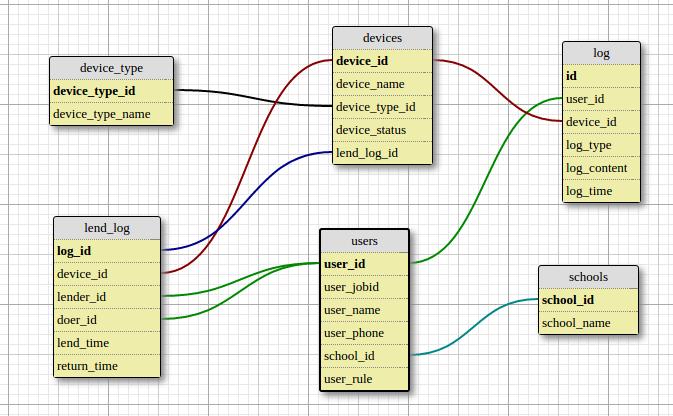 device_type
device_type_id
device_type_name
devices
device_id
device_name
device_type_id
device_status
lend_log_id
log
id
user_id
device_id
log_type
log_content
log_time
lend_log
log_id
device_id
lender_id
doer_id
lend_time
return_time
users
user_id
user_jobid
user_name
user_phone
school_id
user_rule
schools
school_id
school_name